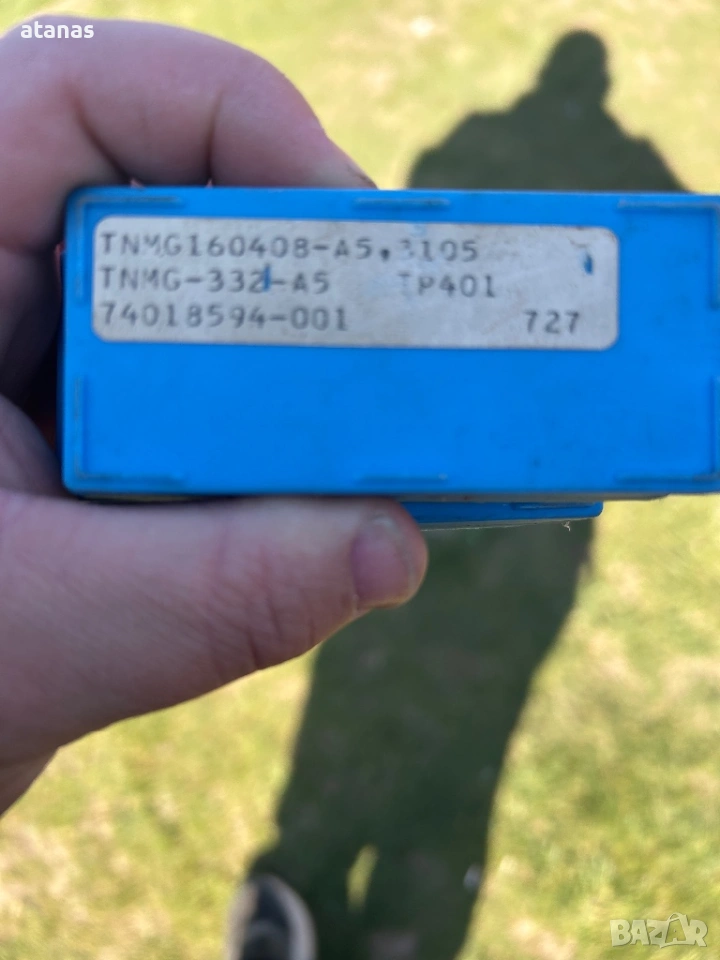 atanas
TNMG160408-A5,3105
TNMG-332-A5 TP401
74018594-001 727
BAZAR